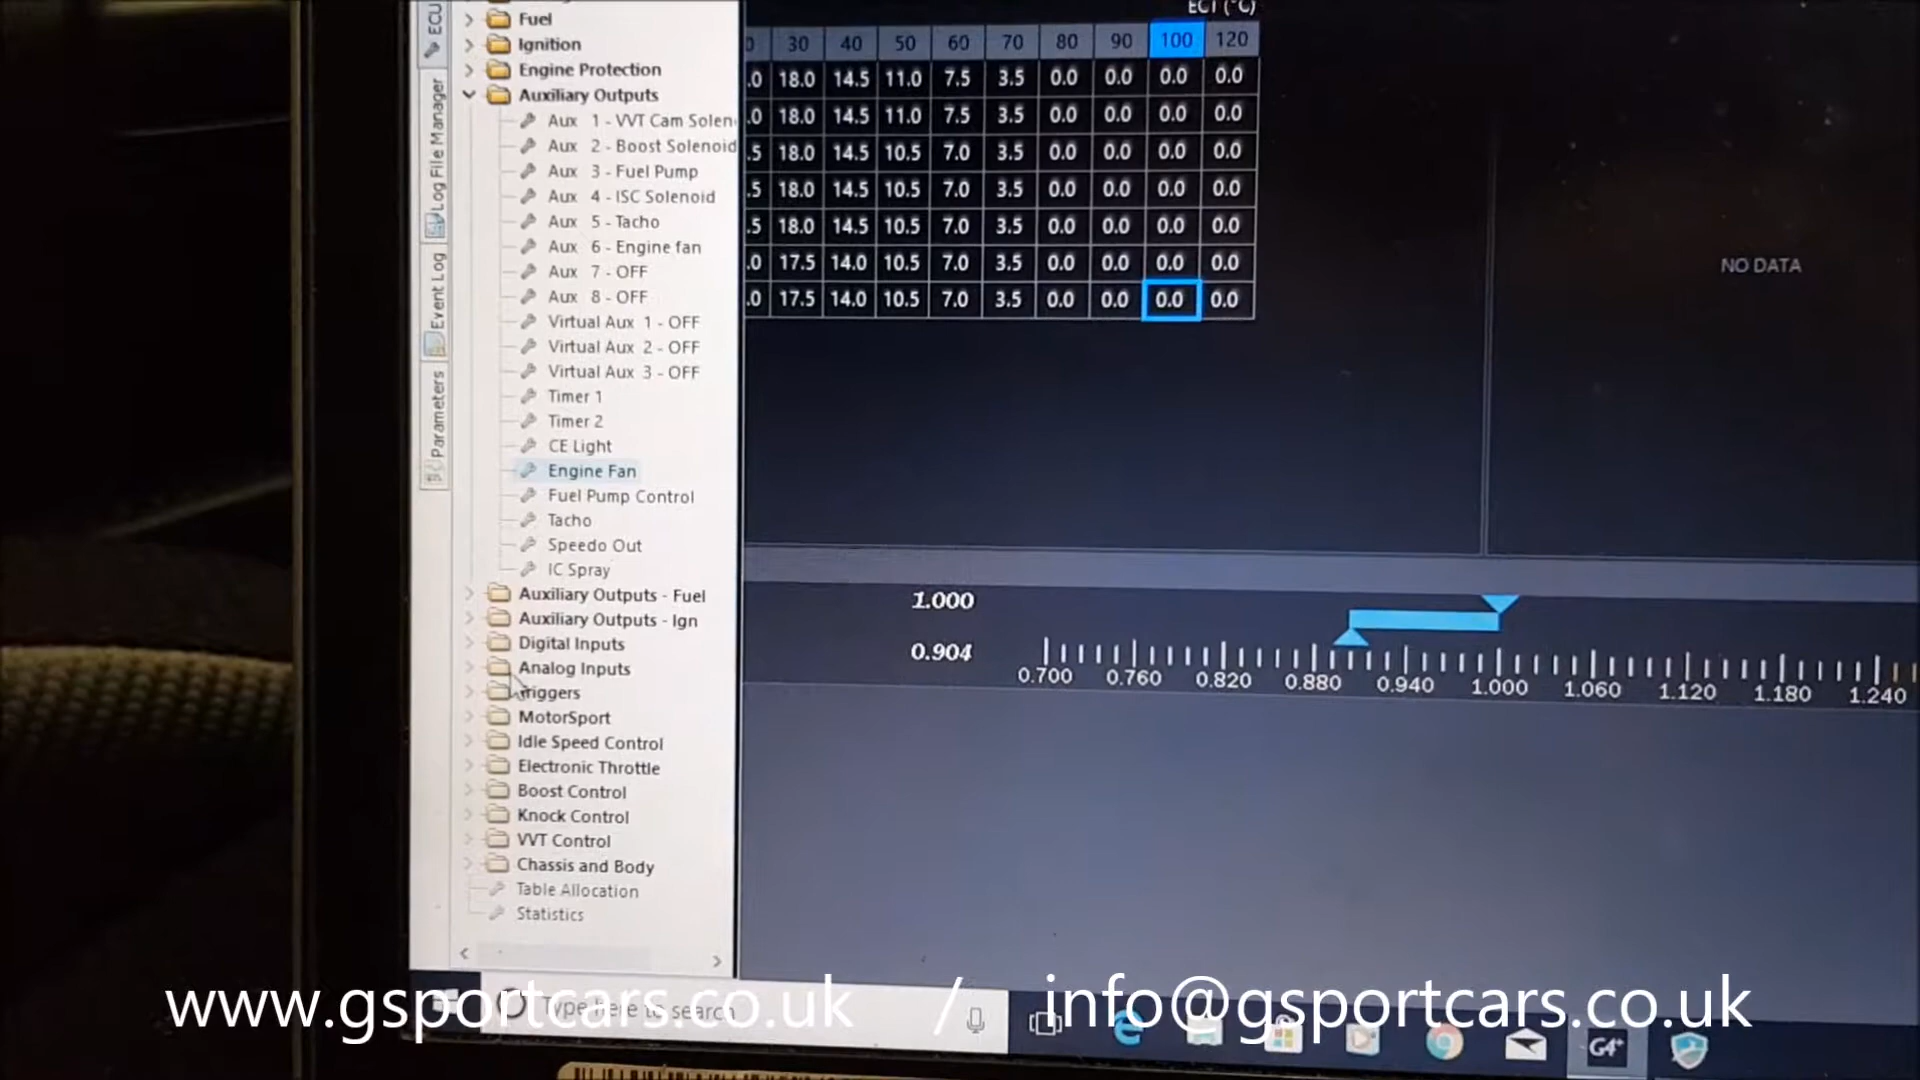 ECU
Log File Manager
Event Log
Parameters
Fuel
Ignition
Engine Protection
Auxiliary Outputs
Aux 1 - VVT Cam Solen
Aux 2 - Boost Solenoid
Aux 3 - Fuel Pump
Aux 4 - ISC Solenoid
Aux 5 - Tacho
Aux 6 - Engine fan
Aux 7 - OFF
Aux 8 - OFF
Virtual Aux 1 - OFF
Virtual Aux 2 - OFF
Virtual Aux 3 - OFF
Timer 1
Timer 2
CE Light
Engine Fan
Fuel Pump Control
Tacho
Speedo Out
IC Spray
Auxiliary Outputs - Fuel
Auxiliary Outputs - Ign
Digital Inputs
Analog Inputs
Triggers
MotorSport
Idle Speed Control
Electronic Throttle
Boost Control
Knock Control
VVT Control
Chassis and Body
Table Allocation
Statistics
ECT (°C)
0 30 40 50 60 70 80 90 100 120
.0 18.0 14.5 11.0 7.5 3.5 0.0 0.0 0.0 0.0
.0 18.0 14.5 11.0 7.5 3.5 0.0 0.0 0.0 0.0
.5 18.0 14.5 10.5 7.0 3.5 0.0 0.0 0.0 0.0
.5 18.0 14.5 10.5 7.0 3.5 0.0 0.0 0.0 0.0
.5 18.0 14.5 10.5 7.0 3.5 0.0 0.0 0.0 0.0
.0 17.5 14.0 10.5 7.0 3.5 0.0 0.0 0.0 0.0
.0 17.5 14.0 10.5 7.0 3.5 0.0 0.0 0.0 0.0
NO DATA
1.000
0.904
0.700 0.760 0.820 0.880 0.940 1.000 1.060 1.120 1.180 1.240
Type here to search
G4+
www.gsportcars.co.uk / info@gsportcars.co.uk